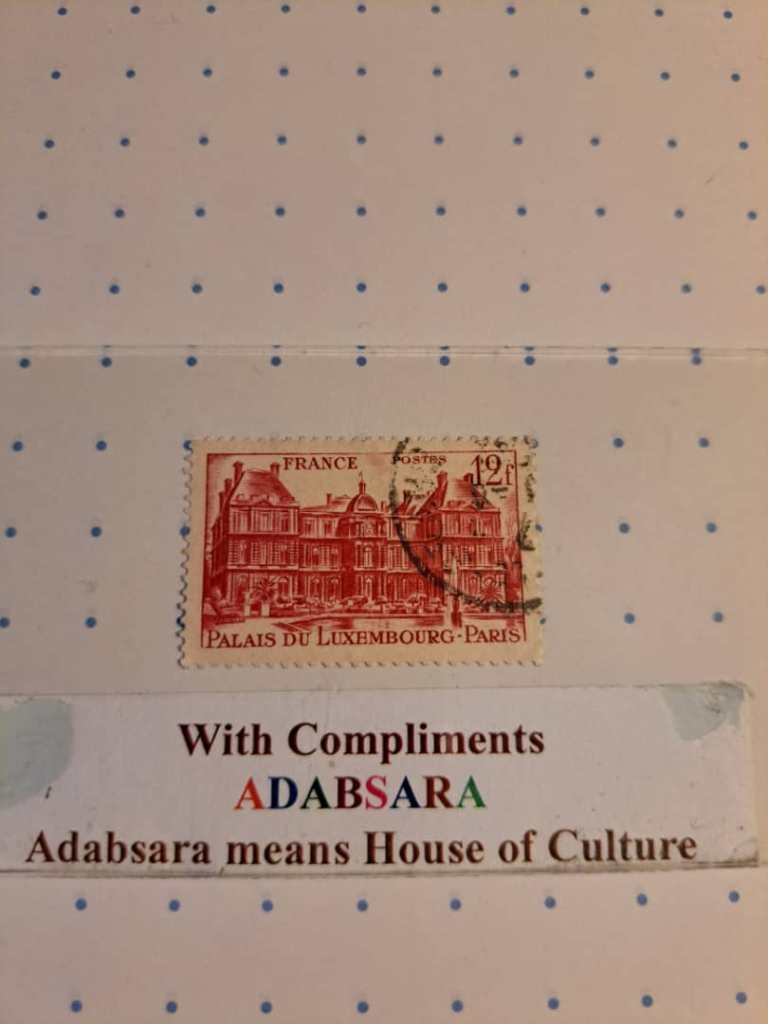 FRANCE POSTES 12f
PALAIS DU LUXEMBOURG-PARIS
With Compliments
ADABSARA
Adabsara means House of Culture